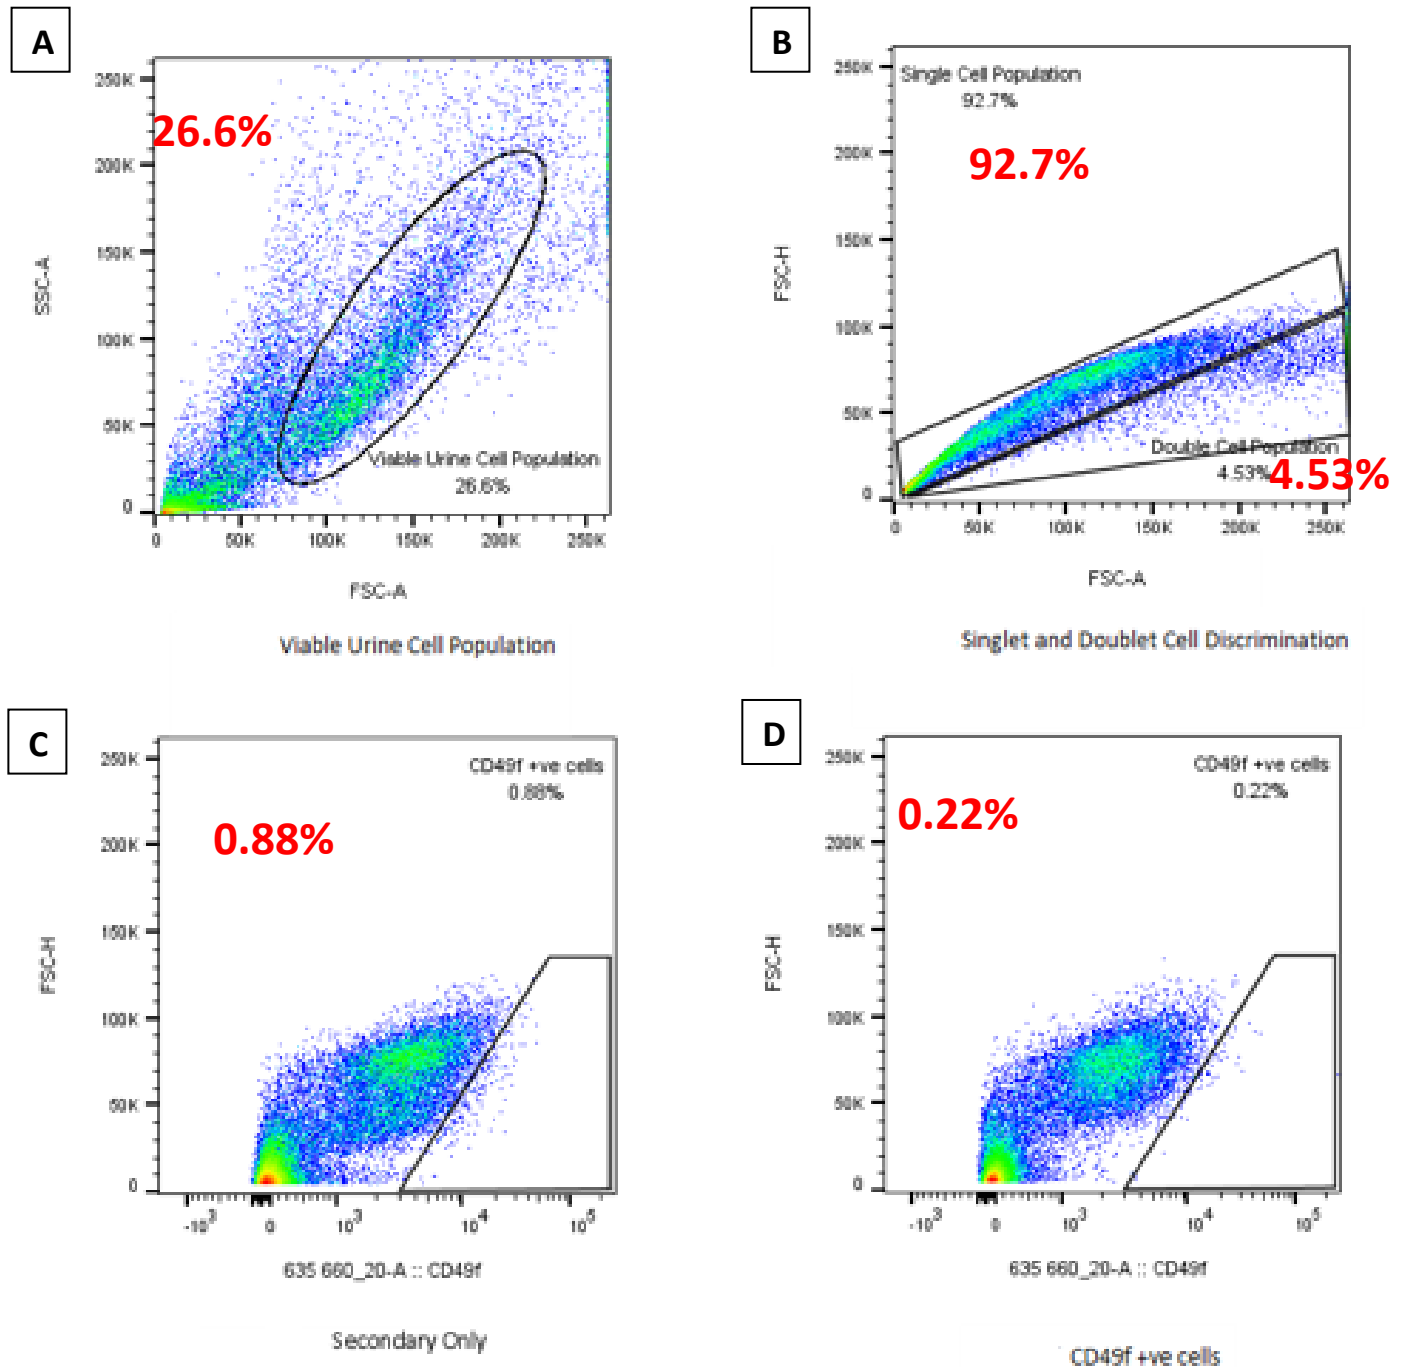 A
250K
200K
150K
100K
50K
0
26.6%
SSC-A
Viable Urine Cell Population
26.6%
0 50K 100K 150K 200K 250K
FSC-A
Viable Urine Cell Population
B
250K
200K
150K
100K
50K
0
Single Cell Population
92.7%
92.7%
FSC-H
Double Cell Population
4.53%
4.53%
0 50K 100K 150K 200K 250K
FSC-A
Singlet and Doublet Cell Discrimination
C
250K
200K
150K
100K
50K
0
CD49f +ve cells
0.88%
0.88%
FSC-H
-10³ 0 10³ 10⁴ 10⁵
635 660_20-A :: CD49f
Secondary Only
D
250K
200K
150K
100K
50K
0
CD49f +ve cells
0.22%
0.22%
FSC-H
-10³ 0 10³ 10⁴ 10⁵
635 660_20-A :: CD49f
CD49f +ve cells